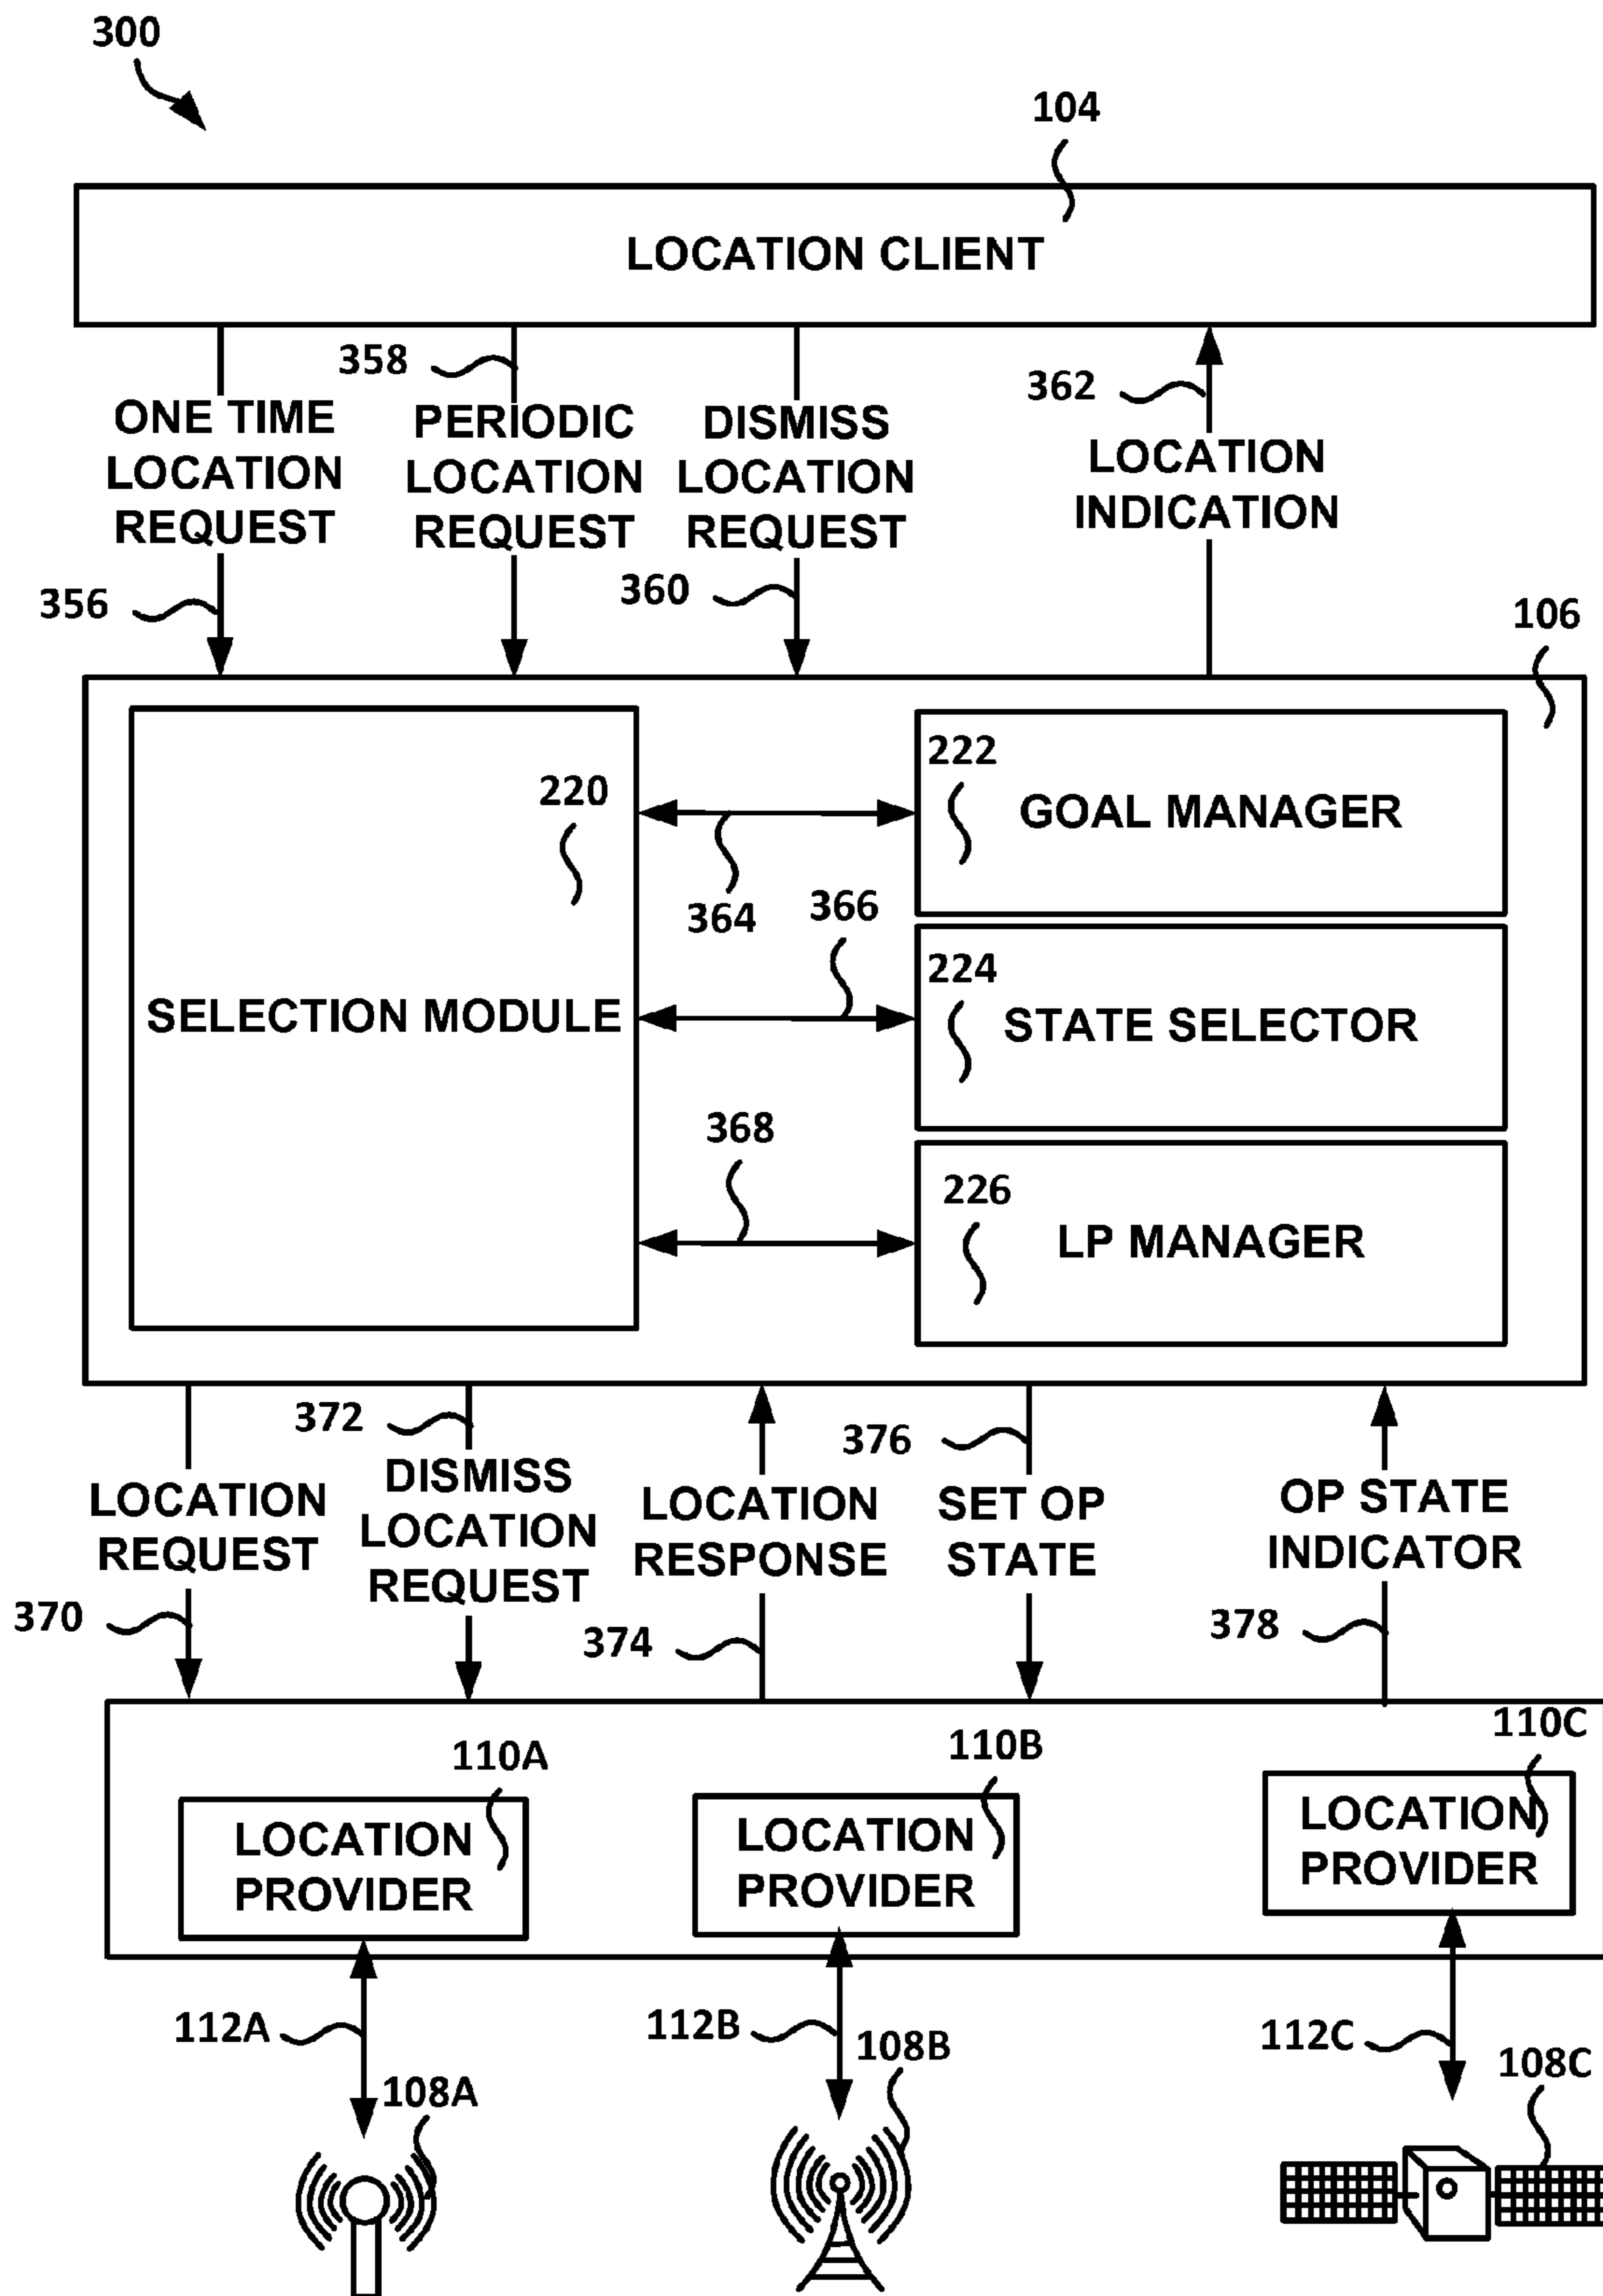 300
104
LOCATION CLIENT
358
362
ONE TIME
LOCATION
REQUEST
PERIODIC
LOCATION
REQUEST
DISMISS
LOCATION
REQUEST
LOCATION
INDICATION
356
360
106
220
222
GOAL MANAGER
364
366
SELECTION MODULE
224
STATE SELECTOR
368
226
LP MANAGER
372
376
LOCATION
REQUEST
DISMISS
LOCATION
REQUEST
LOCATION
RESPONSE
SET OP
STATE
OP STATE
INDICATOR
370
374
378
110A
110B
110C
LOCATION
PROVIDER
LOCATION
PROVIDER
LOCATION
PROVIDER
112A
112B
112C
108A
108B
108C